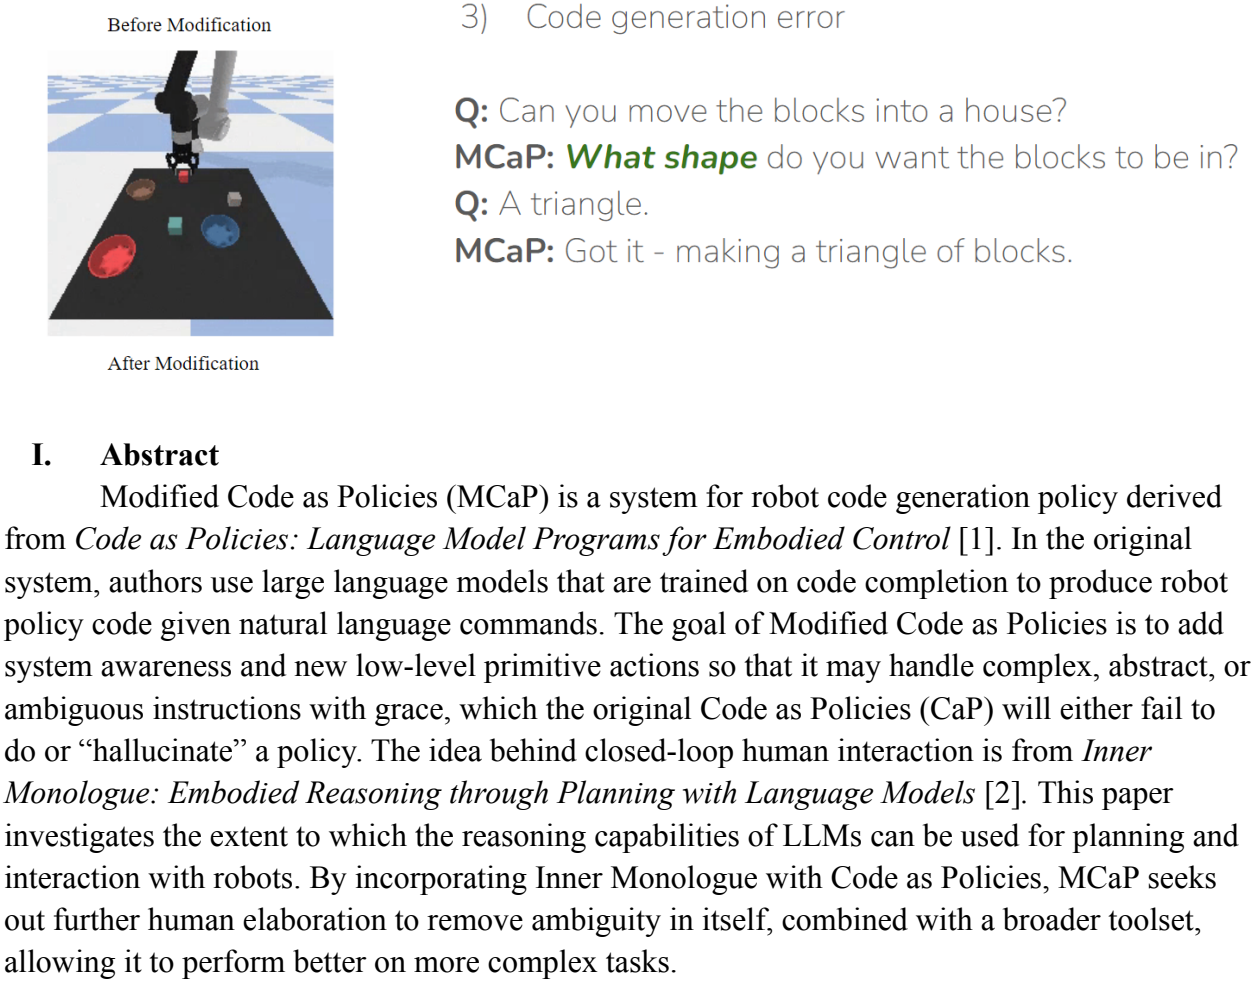 Before Modification
3) Code generation error
Q: Can you move the blocks into a house?
MCaP: What shape do you want the blocks to be in?
Q: A triangle.
MCaP: Got it - making a triangle of blocks.
After Modification
I. Abstract
Modified Code as Policies (MCaP) is a system for robot code generation policy derived
from Code as Policies: Language Model Programs for Embodied Control [1]. In the original
system, authors use large language models that are trained on code completion to produce robot
policy code given natural language commands. The goal of Modified Code as Policies is to add
system awareness and new low-level primitive actions so that it may handle complex, abstract, or
ambiguous instructions with grace, which the original Code as Policies (CaP) will either fail to
do or “hallucinate” a policy. The idea behind closed-loop human interaction is from Inner
Monologue: Embodied Reasoning through Planning with Language Models [2]. This paper
investigates the extent to which the reasoning capabilities of LLMs can be used for planning and
interaction with robots. By incorporating Inner Monologue with Code as Policies, MCaP seeks
out further human elaboration to remove ambiguity in itself, combined with a broader toolset,
allowing it to perform better on more complex tasks.